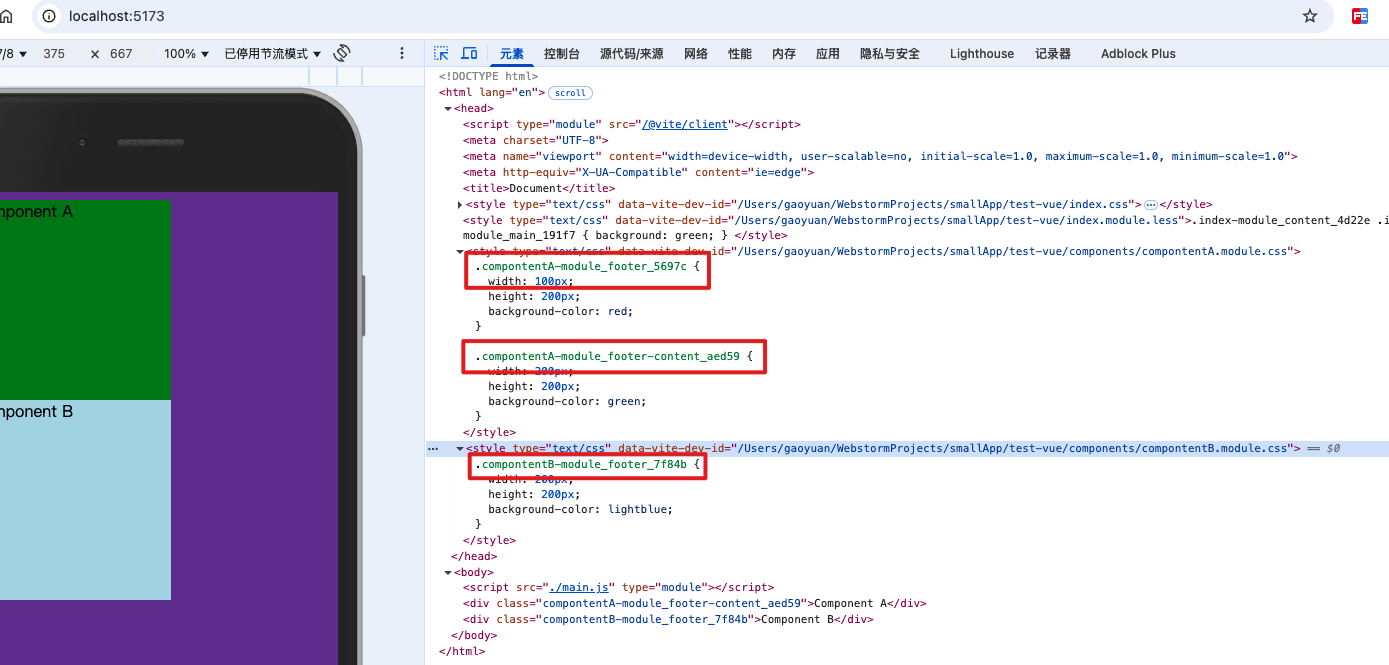 localhost:5173
FE
7/8 ▼ 375 × 667 100% ▼ 已停用节流模式 ▼
元素 控制台 源代码/来源 网络 性能 内存 应用 隐私与安全 Lighthouse 记录器 Adblock Plus
<!DOCTYPE html>
<html lang="en"> scroll
<head>
<script type="module" src="/@vite/client"></script>
<meta charset="UTF-8">
<meta name="viewport" content="width=device-width, user-scalable=no, initial-scale=1.0, maximum-scale=1.0, minimum-scale=1.0">
<meta http-equiv="X-UA-Compatible" content="ie=edge">
<title>Document</title>
<style type="text/css" data-vite-dev-id="/Users/gaoyuan/WebstormProjects/smallApp/test-vue/index.css">…</style>
<style type="text/css" data-vite-dev-id="/Users/gaoyuan/WebstormProjects/smallApp/test-vue/index.module.less">.index-module_content_4d22e .i
module_main_191f7 { background: green; } </style>
<style type="text/css" data-vite-dev-id="/Users/gaoyuan/WebstormProjects/smallApp/test-vue/components/compontentA.module.css">
.compontentA-module_footer_5697c {
width: 100px;
height: 200px;
background-color: red;
}
.compontentA-module_footer-content_aed59 {
width: 200px;
height: 200px;
background-color: green;
}
</style>
<style type="text/css" data-vite-dev-id="/Users/gaoyuan/WebstormProjects/smallApp/test-vue/components/compontentB.module.css"> == $0
.compontentB-module_footer_7f84b {
width: 200px;
height: 200px;
background-color: lightblue;
}
</style>
</head>
<body>
<script src="./main.js" type="module"></script>
<div class="compontentA-module_footer-content_aed59">Component A</div>
<div class="compontentB-module_footer_7f84b">Component B</div>
</body>
</html>
mponent A
mponent B